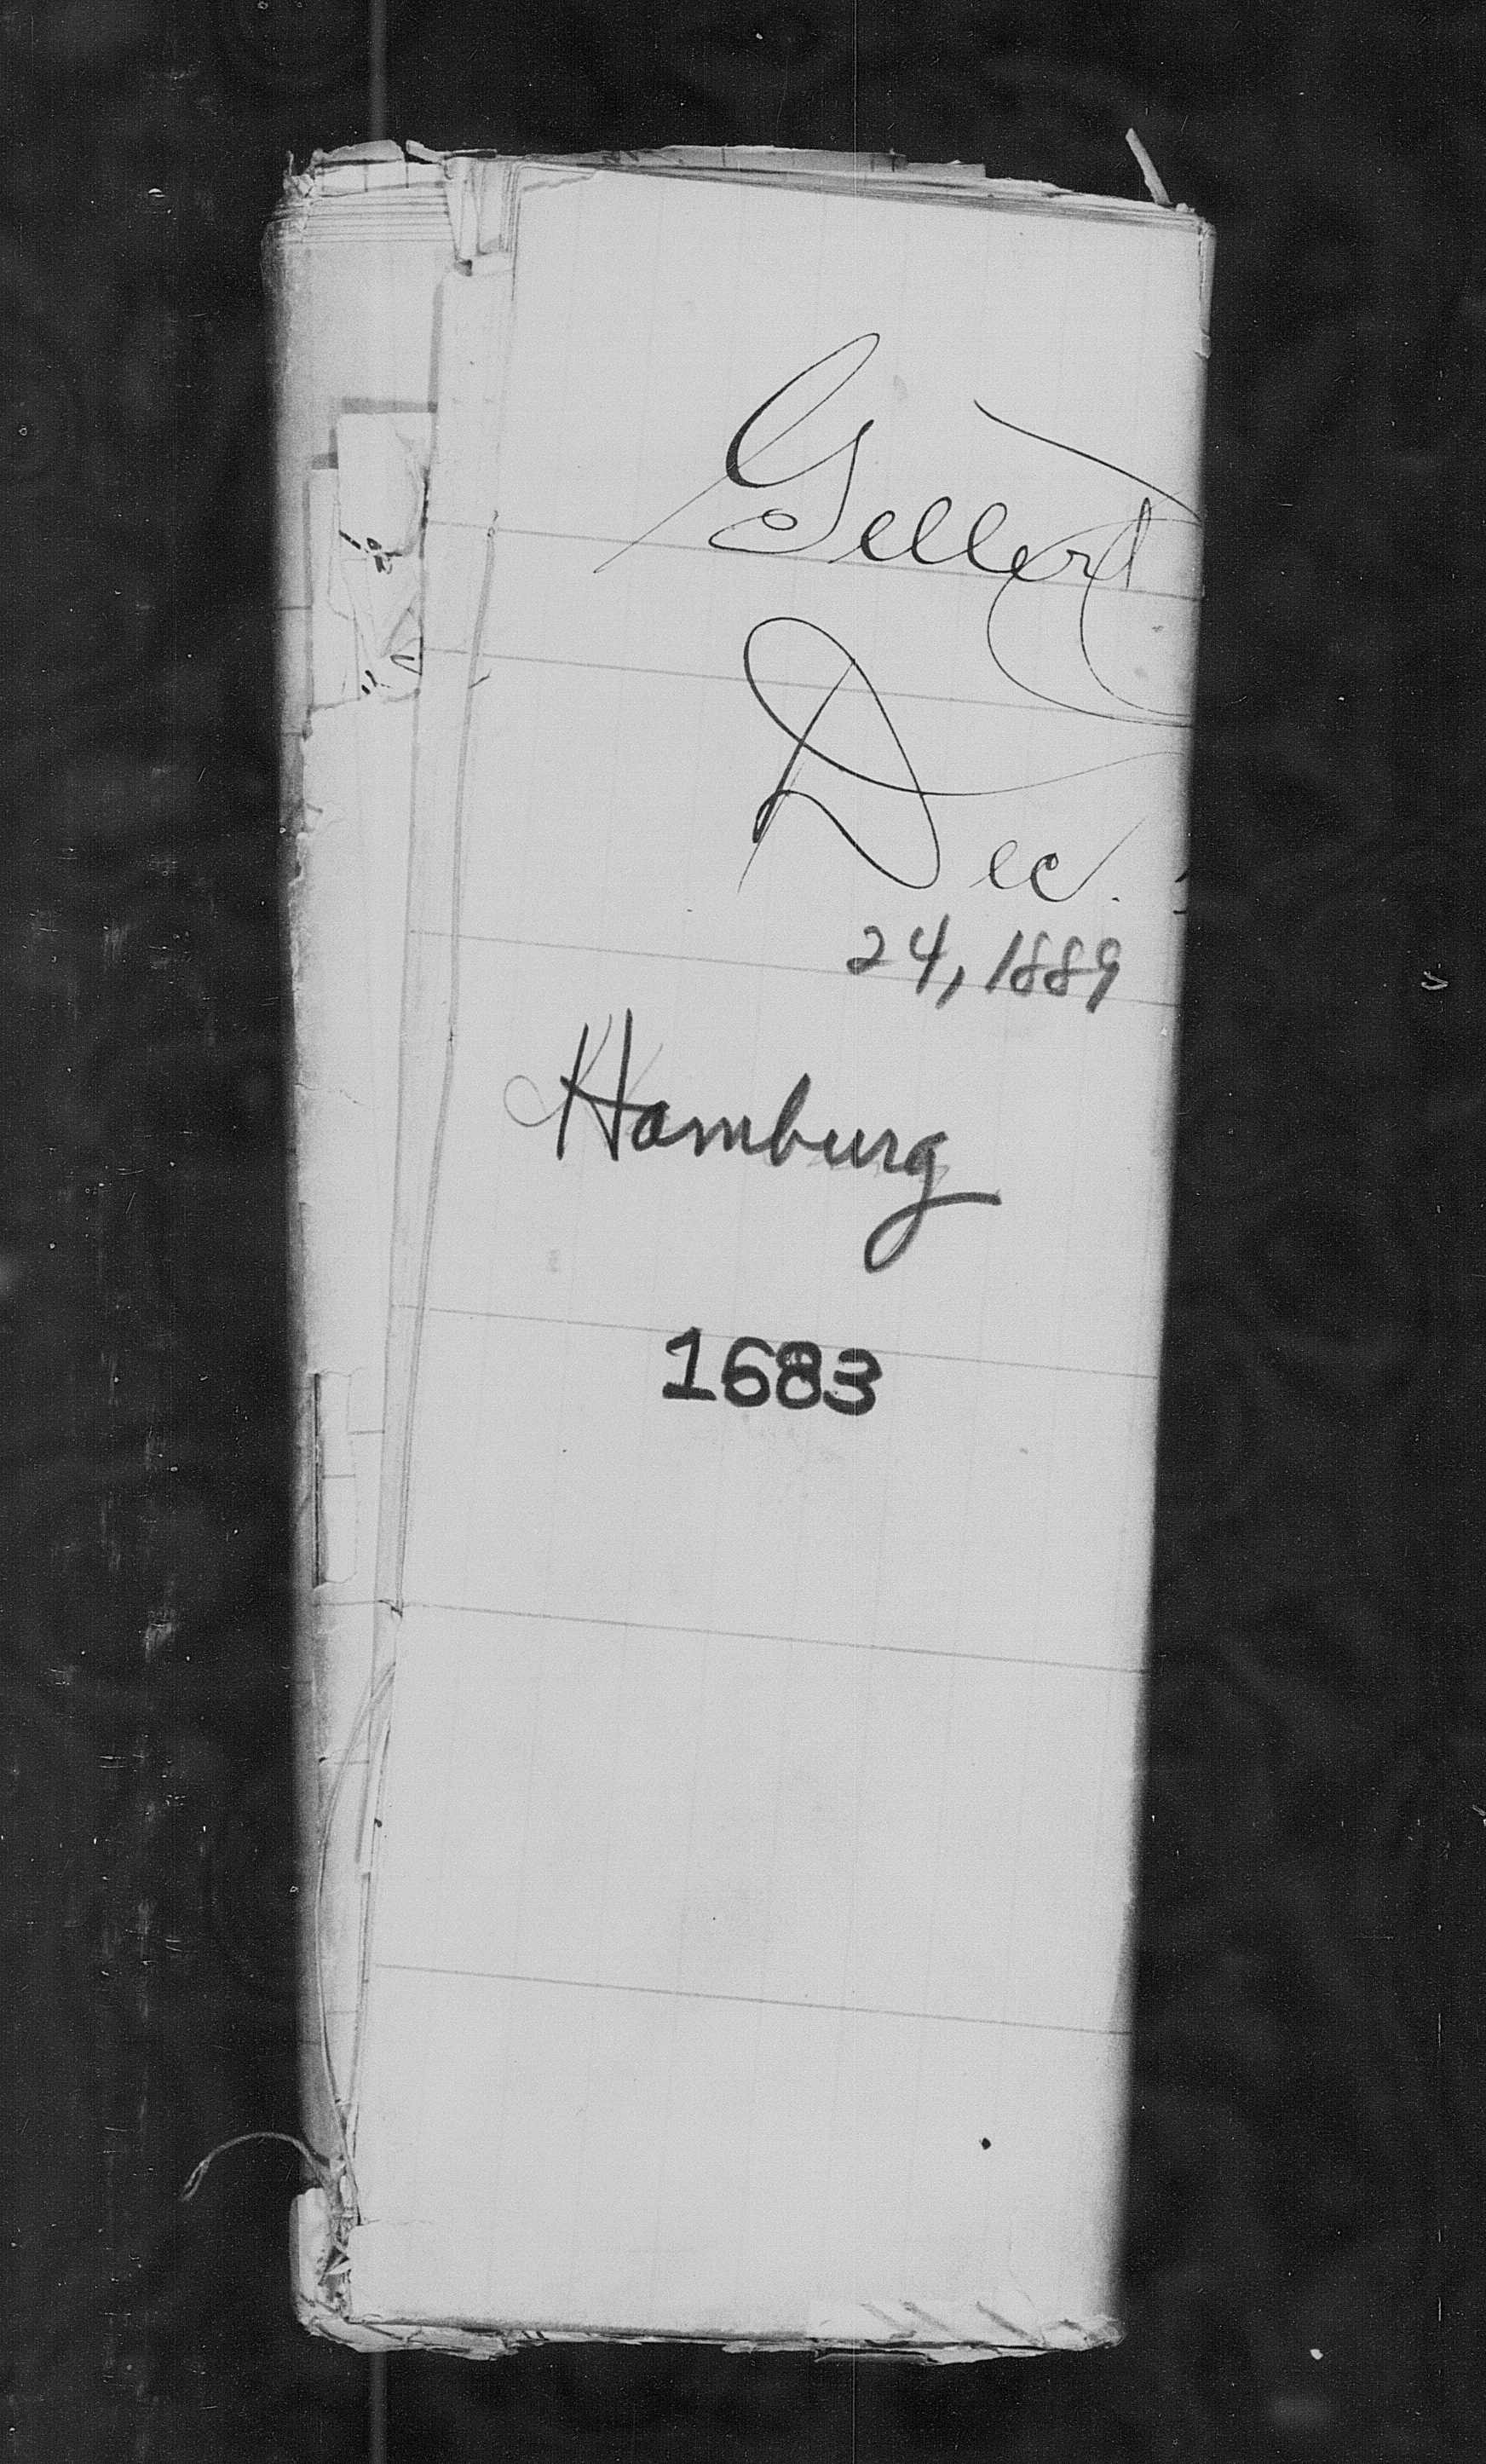 Gellert
Dec.
24, 1889
Hamburg
1683